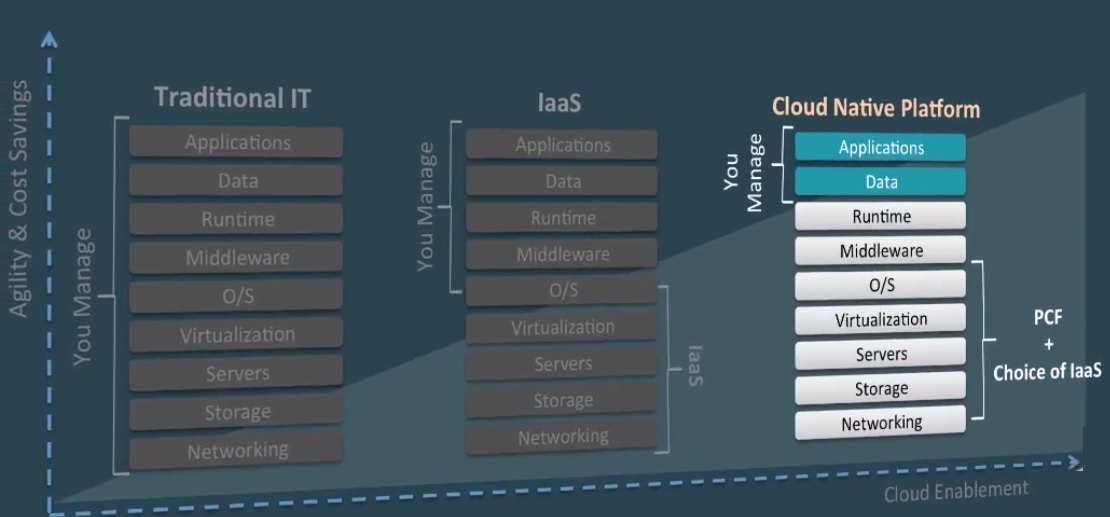 Agility & Cost Savings
Traditional IT
You Manage
Applications
Data
Runtime
Middleware
O/S
Virtualization
Servers
Storage
Networking
IaaS
You Manage
Applications
Data
Runtime
Middleware
O/S
Virtualization
Servers
Storage
Networking
IaaS
Cloud Native Platform
You
Manage
Applications
Data
Runtime
Middleware
O/S
Virtualization
Servers
Storage
Networking
PCF
+
Choice of IaaS
Cloud Enablement